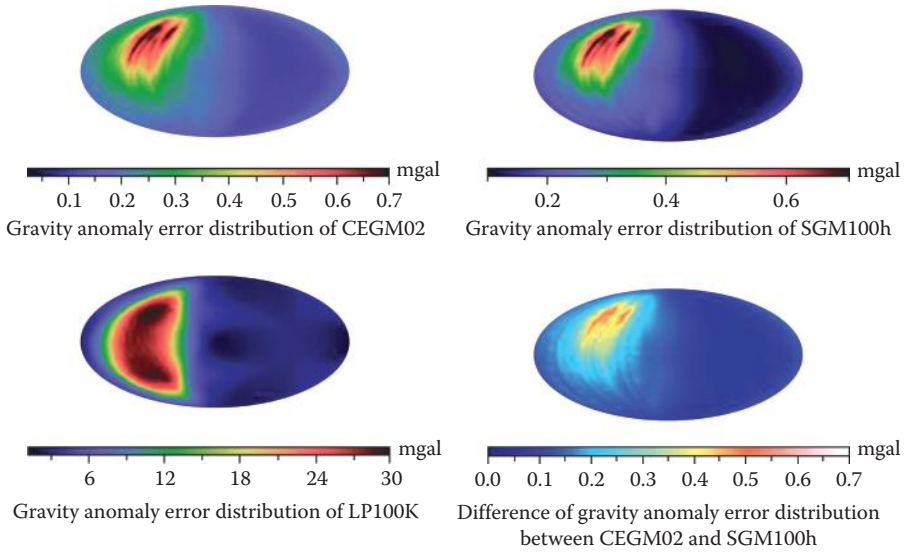 mgal
0.1 0.2 0.3 0.4 0.5 0.6 0.7
Gravity anomaly error distribution of CEGM02
mgal
0.2 0.4 0.6
Gravity anomaly error distribution of SGM100h
mgal
6 12 18 24 30
Gravity anomaly error distribution of LP100K
mgal
0.0 0.1 0.2 0.3 0.4 0.5 0.6 0.7
Difference of gravity anomaly error distribution
between CEGM02 and SGM100h